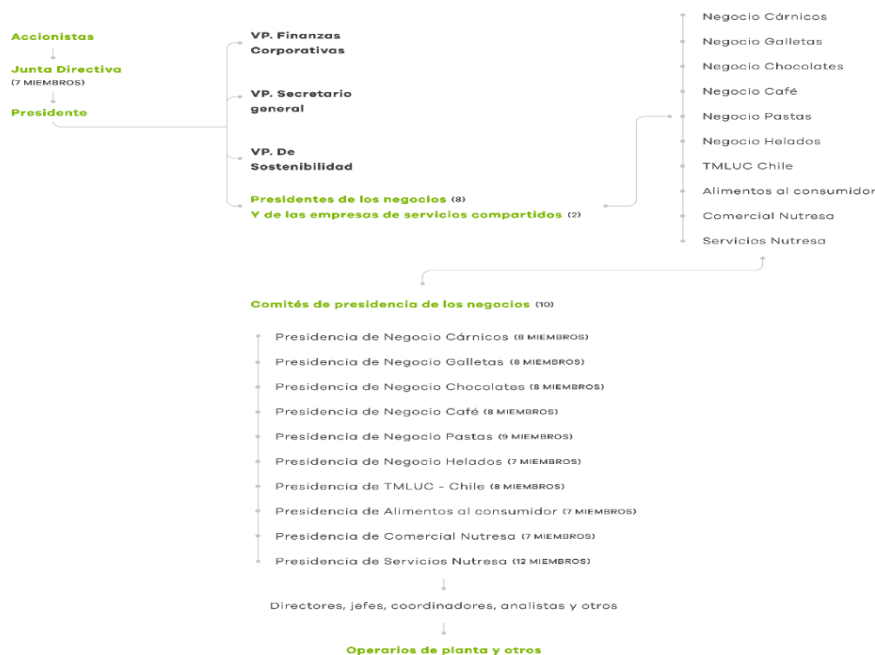 Accionistas
Junta Directiva
(7 MIEMBROS)
Presidente
VP. Finanzas
Corporativas
VP. Secretario
general
VP. De
Sostenibilidad
Presidentes de los negocios (8)
Y de las empresas de servicios compartidos (2)
Negocio Cárnicos
Negocio Galletas
Negocio Chocolates
Negocio Café
Negocio Pastas
Negocio Helados
TMLUC Chile
Alimentos al consumidor
Comercial Nutresa
Servicios Nutresa
Comités de presidencia de los negocios (10)
Presidencia de Negocio Cárnicos (8 MIEMBROS)
Presidencia de Negocio Galletas (8 MIEMBROS)
Presidencia de Negocio Chocolates (8 MIEMBROS)
Presidencia de Negocio Café (8 MIEMBROS)
Presidencia de Negocio Pastas (9 MIEMBROS)
Presidencia de Negocio Helados (7 MIEMBROS)
Presidencia de TMLUC - Chile (8 MIEMBROS)
Presidencia de Alimentos al consumidor (7 MIEMBROS)
Presidencia de Comercial Nutresa (7 MIEMBROS)
Presidencia de Servicios Nutresa (12 MIEMBROS)
Directores, jefes, coordinadores, analistas y otros
Operarios de planta y otros